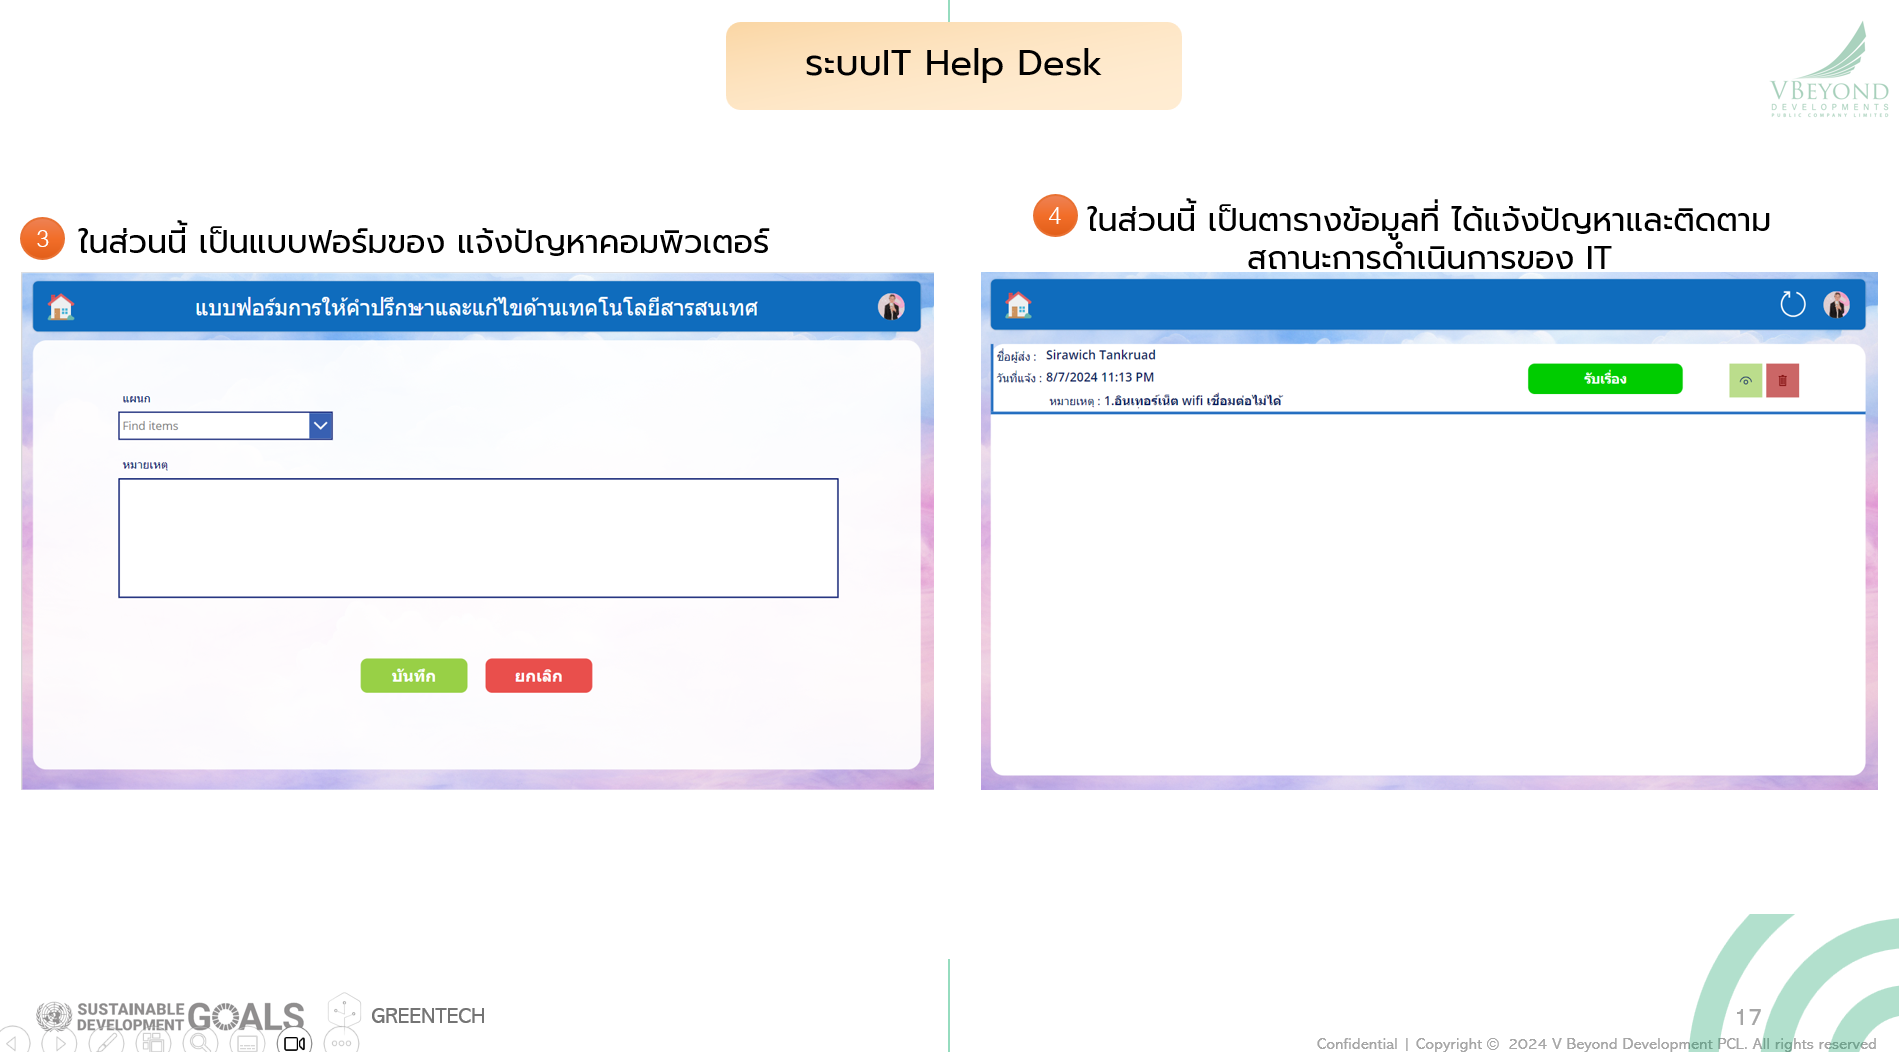 ระบบIT Help Desk
VBEYOND
DEVELOPMENTS
PUBLIC COMPANY LIMITED
3
ในส่วนนี้ เป็นแบบฟอร์มของ แจ้งปัญหาคอมพิวเตอร์
แบบฟอร์มการให้คำปรึกษาและแก้ไขด้านเทคโนโลยีสารสนเทศ
แผนก
Find items
หมายเหตุ
บันทึก
ยกเลิก
4
ในส่วนนี้ เป็นตารางข้อมูลที่ ได้แจ้งปัญหาและติดตาม
สถานะการดำเนินการของ IT
ชื่อผู้ส่ง : Sirawich Tankruad
วันที่แจ้ง : 8/7/2024 11:13 PM
หมายเหตุ : 1.อินเทอร์เน็ต wifi เชื่อมต่อไม่ได้
รับเรื่อง
SUSTAINABLE
DEVELOPMENT
GOALS
GREENTECH
17
Confidential | Copyright © 2024 V Beyond Development PCL. All rights reserved